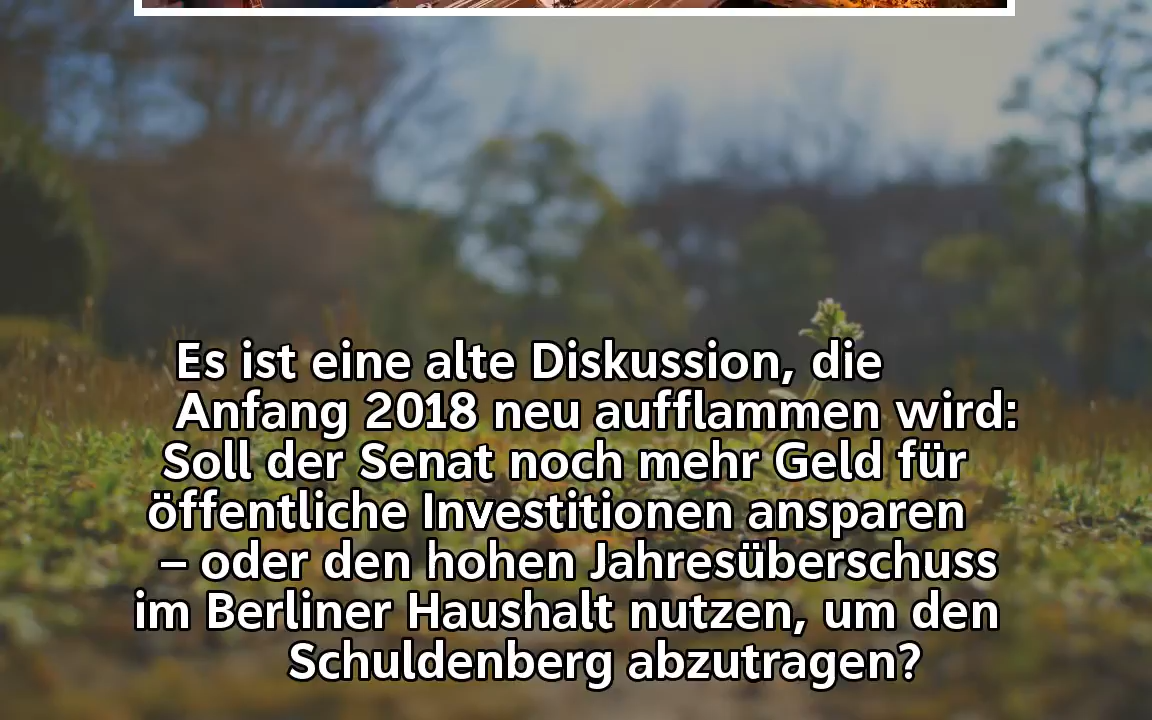 Es ist eine alte Diskussion, die
Anfang 2018 neu aufflammen wird:
Soll der Senat noch mehr Geld für
öffentliche Investitionen ansparen
– oder den hohen Jahresüberschuss
im Berliner Haushalt nutzen, um den
Schuldenberg abzutragen?